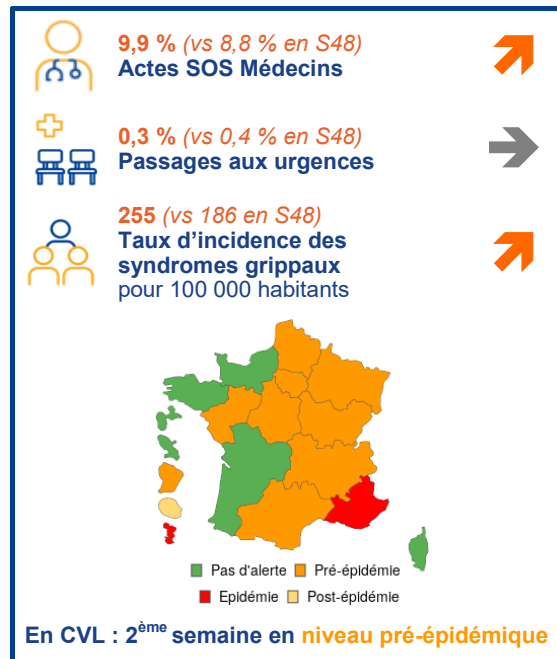 9,9 % (vs 8,8 % en S48)
Actes SOS Médecins
0,3 % (vs 0,4 % en S48)
Passages aux urgences
255 (vs 186 en S48)
Taux d'incidence des
syndromes grippaux
pour 100 000 habitants
Pas d'alerte Pré-épidémie
Epidémie Post-épidémie
En CVL : 2ème semaine en niveau pré-épidémique